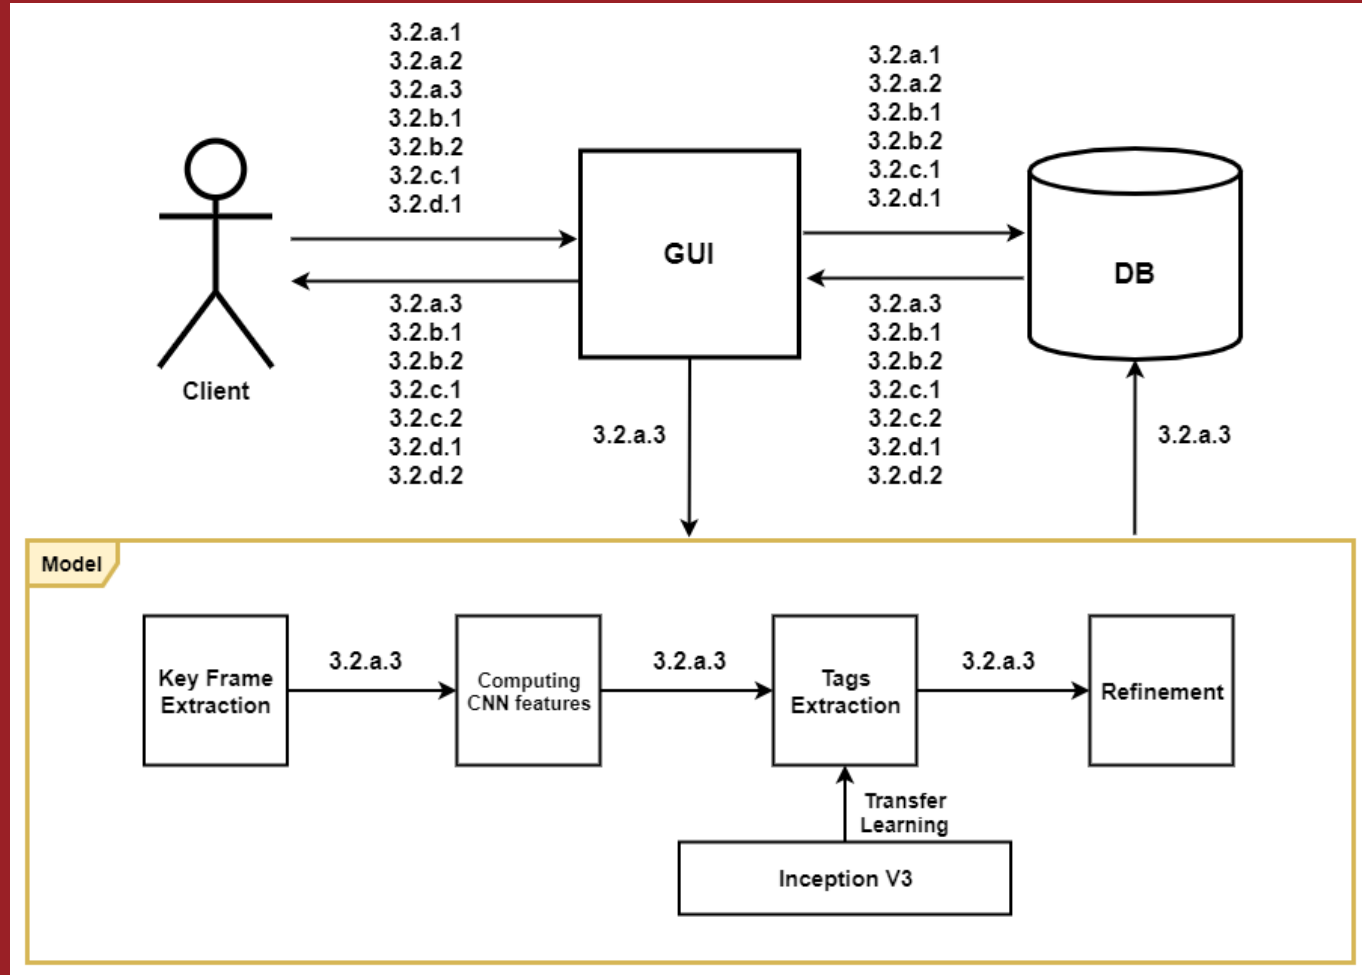 3.2.a.1
3.2.a.2
3.2.a.3
3.2.b.1
3.2.b.2
3.2.c.1
3.2.d.1
3.2.a.1
3.2.a.2
3.2.b.1
3.2.b.2
3.2.c.1
3.2.d.1
Client
GUI
DB
3.2.a.3
3.2.b.1
3.2.b.2
3.2.c.1
3.2.c.2
3.2.d.1
3.2.d.2
3.2.a.3
3.2.a.3
3.2.b.1
3.2.b.2
3.2.c.1
3.2.c.2
3.2.d.1
3.2.d.2
3.2.a.3
Model
Key Frame
Extraction
3.2.a.3
Computing
CNN features
3.2.a.3
Tags
Extraction
3.2.a.3
Refinement
Transfer
Learning
Inception V3